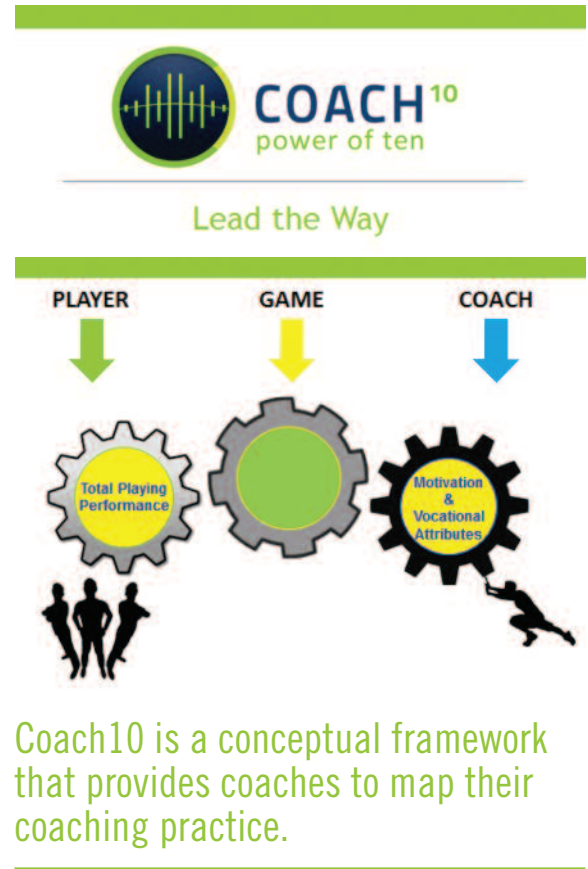 COACH¹⁰
power of ten
Lead the Way
PLAYER GAME COACH
Total Playing
Performance
Motivation
&
Vocational
Attributes
Coach10 is a conceptual framework
that provides coaches to map their
coaching practice.